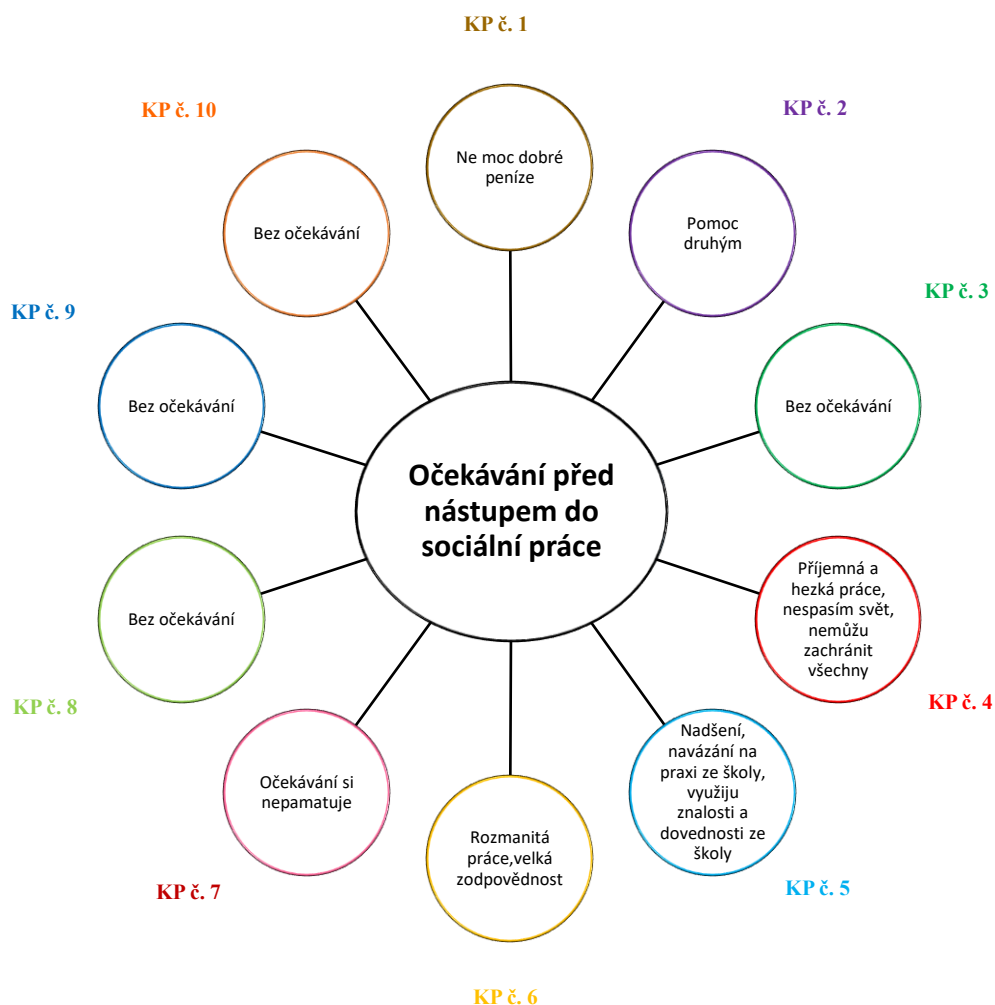 KP č. 1
Ne moc dobré
peníze
KP č. 2
Pomoc
druhým
KP č. 3
Bez očekávání
KP č. 4
Příjemná a
hezká práce,
nespasím svět,
nemůžu
zachránit
všechny
KP č. 5
Nadšení,
navázání na
praxi ze školy,
využiju
znalosti a
dovednosti ze
školy
KP č. 6
Rozmanitá
práce,velká
zodpovědnost
KP č. 7
Očekávání si
nepamatuje
KP č. 8
Bez očekávání
KP č. 9
Bez očekávání
KP č. 10
Bez očekávání
Očekávání před
nástupem do
sociální práce